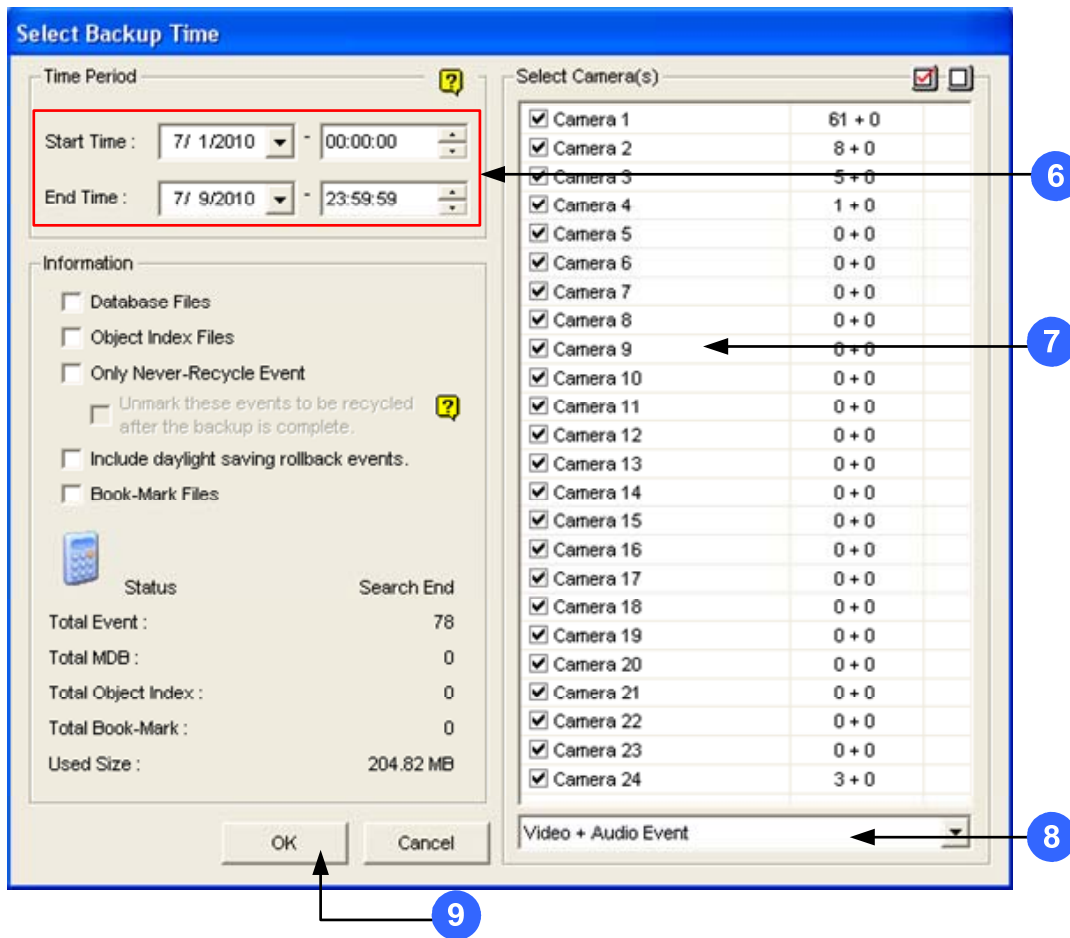 Select Backup Time
Time Period
Start Time : 7/ 1/2010 - 00:00:00
End Time : 7/ 9/2010 - 23:59:59
Information
Database Files
Object Index Files
Only Never-Recycle Event
Unmark these events to be recycled
after the backup is complete.
Include daylight saving rollback events.
Book-Mark Files
Status Search End
Total Event : 78
Total MDB : 0
Total Object Index : 0
Total Book-Mark : 0
Used Size : 204.82 MB
OK Cancel
Select Camera(s)
Camera 1 61 + 0
Camera 2 8 + 0
Camera 3 5 + 0
Camera 4 1 + 0
Camera 5 0 + 0
Camera 6 0 + 0
Camera 7 0 + 0
Camera 8 0 + 0
Camera 9 0 + 0
Camera 10 0 + 0
Camera 11 0 + 0
Camera 12 0 + 0
Camera 13 0 + 0
Camera 14 0 + 0
Camera 15 0 + 0
Camera 16 0 + 0
Camera 17 0 + 0
Camera 18 0 + 0
Camera 19 0 + 0
Camera 20 0 + 0
Camera 21 0 + 0
Camera 22 0 + 0
Camera 23 0 + 0
Camera 24 3 + 0
Video + Audio Event
6
7
8
9